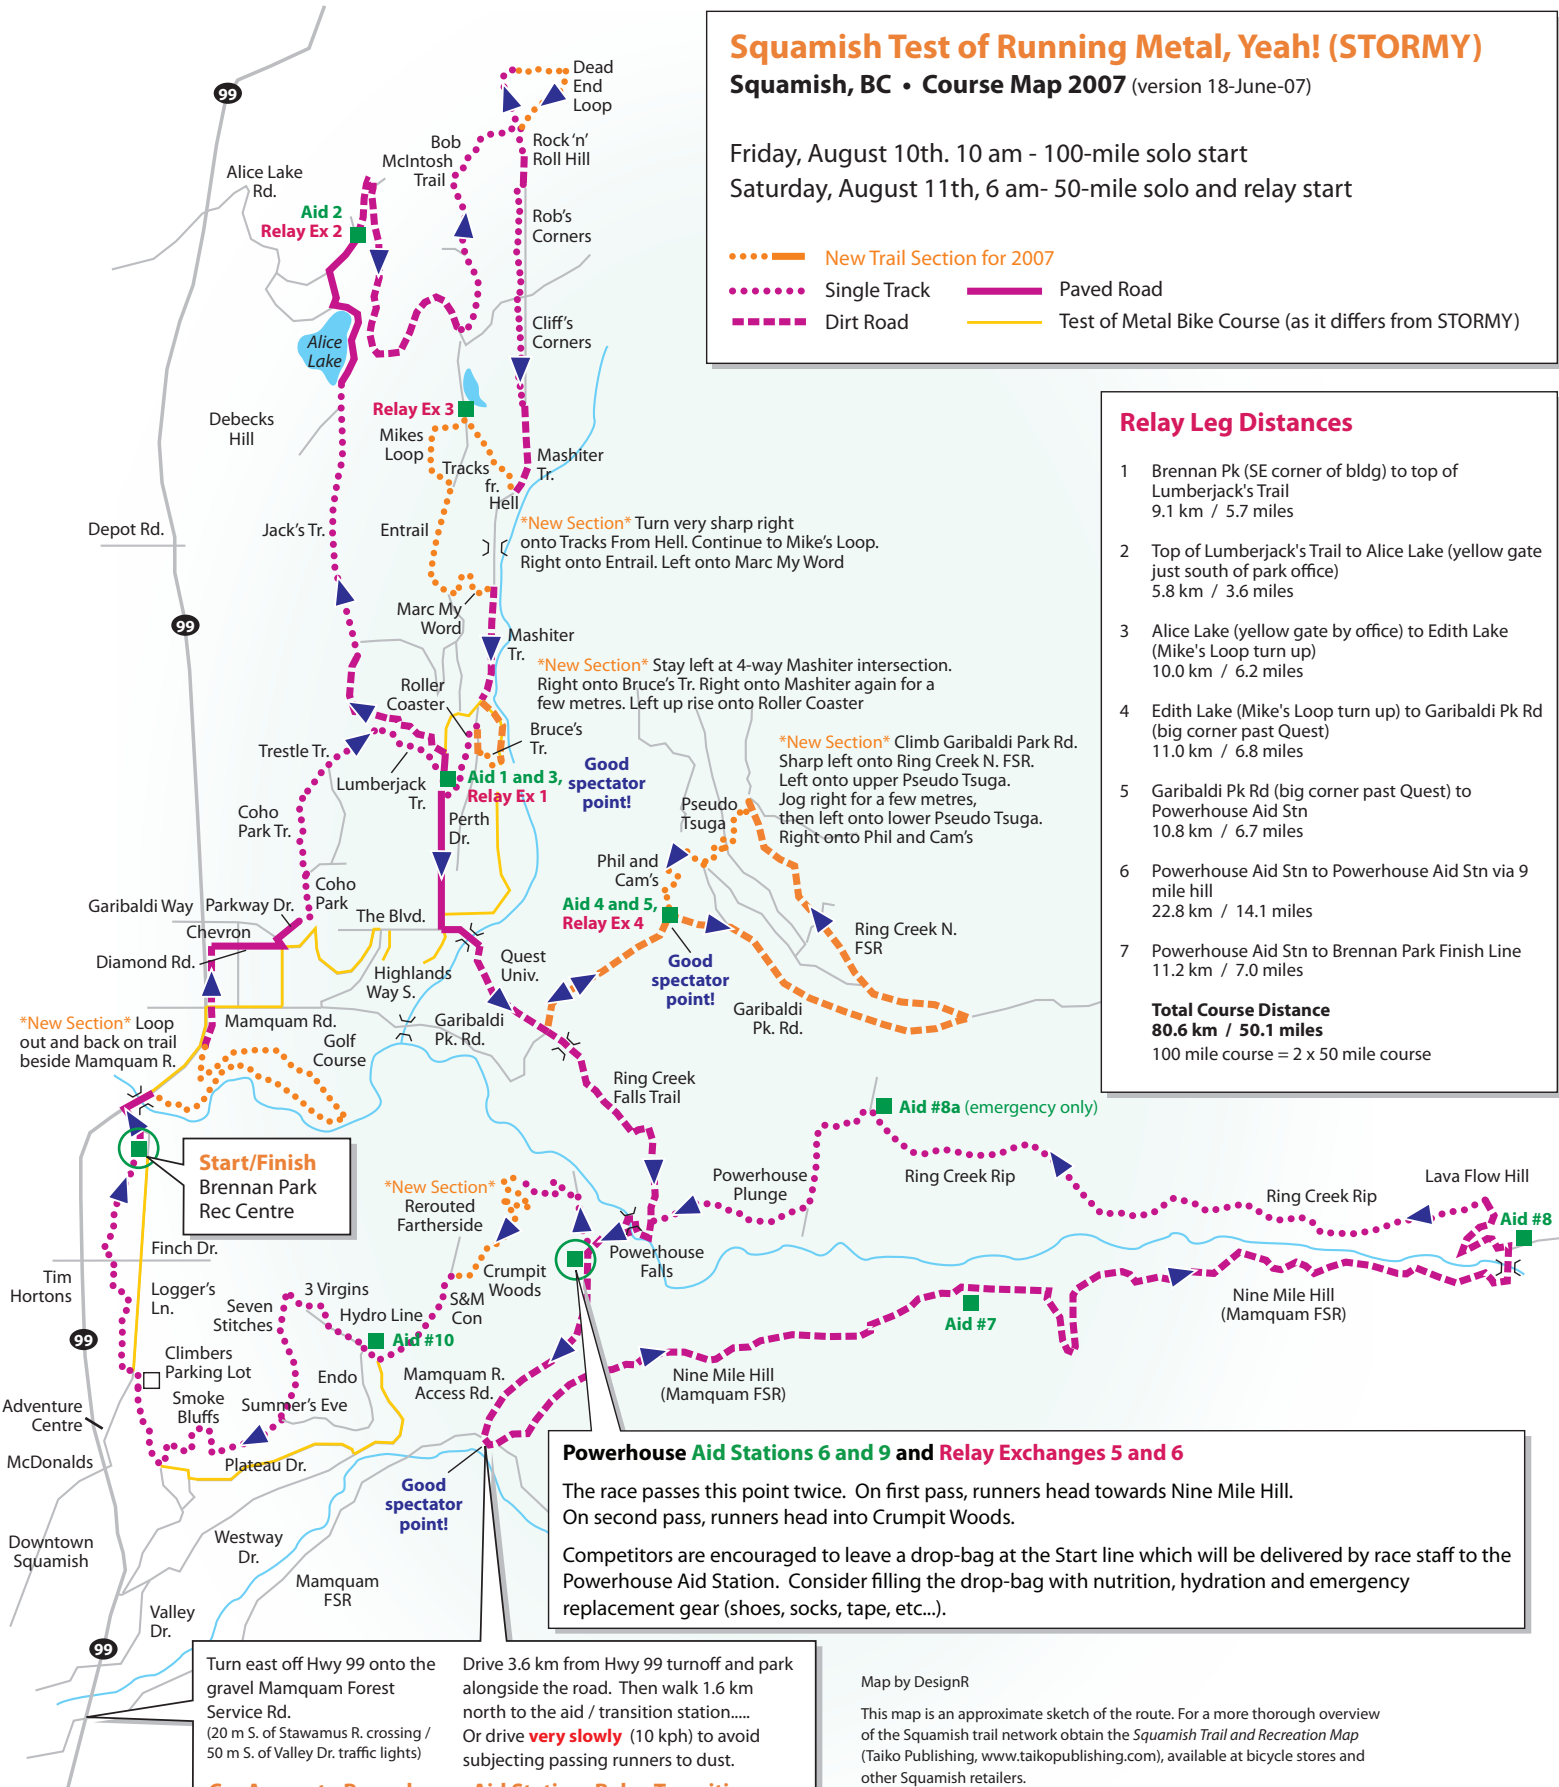 Squamish Test of Running Metal, Yeah! (STORMY)
Squamish, BC • Course Map 2007 (version 18-June-07)
Friday, August 10th. 10 am - 100-mile solo start
Saturday, August 11th, 6 am- 50-mile solo and relay start
New Trail Section for 2007
Single Track
Paved Road
Dirt Road
Test of Metal Bike Course (as it differs from STORMY)
Relay Leg Distances
1 Brennan Pk (SE corner of bldg) to top of
Lumberjack's Trail
9.1 km / 5.7 miles
2 Top of Lumberjack's Trail to Alice Lake (yellow gate
just south of park office)
5.8 km / 3.6 miles
3 Alice Lake (yellow gate by office) to Edith Lake
(Mike's Loop turn up)
10.0 km / 6.2 miles
4 Edith Lake (Mike's Loop turn up) to Garibaldi Pk Rd
(big corner past Quest)
11.0 km / 6.8 miles
5 Garibaldi Pk Rd (big corner past Quest) to
Powerhouse Aid Stn
10.8 km / 6.7 miles
6 Powerhouse Aid Stn to Powerhouse Aid Stn via 9
mile hill
22.8 km / 14.1 miles
7 Powerhouse Aid Stn to Brennan Park Finish Line
11.2 km / 7.0 miles
Total Course Distance
80.6 km / 50.1 miles
100 mile course = 2 x 50 mile course
99
Dead
End
Loop
Bob
McIntosh
Trail
Rock 'n'
Roll Hill
Alice Lake
Rd.
Aid 2
Relay Ex 2
Rob's
Corners
Cliff's
Corners
Alice
Lake
Debecks
Hill
Relay Ex 3
Mikes
Loop
Tracks
fr.
Hell
Mashiter
Tr.
Depot Rd.
Jack's Tr.
Entrail
*New Section* Turn very sharp right
onto Tracks From Hell. Continue to Mike's Loop.
Right onto Entrail. Left onto Marc My Word
99
Marc My
Word
Mashiter
Tr.
*New Section* Stay left at 4-way Mashiter intersection.
Right onto Bruce's Tr. Right onto Mashiter again for a
few metres. Left up rise onto Roller Coaster
Roller
Coaster
Bruce's
Tr.
Trestle Tr.
Lumberjack
Tr.
Aid 1 and 3,
Relay Ex 1
Good
spectator
point!
*New Section* Climb Garibaldi Park Rd.
Sharp left onto Ring Creek N. FSR.
Left onto upper Pseudo Tsuga.
Jog right for a few metres,
then left onto lower Pseudo Tsuga.
Right onto Phil and Cam's
Pseudo
Tsuga
Coho
Park Tr.
Perth
Dr.
Phil and
Cam's
Coho
Park
Aid 4 and 5,
Relay Ex 4
Garibaldi Way
Parkway Dr.
The Blvd.
Chevron
Diamond Rd.
Quest
Univ.
Ring Creek N.
FSR
Highlands
Way S.
Good
spectator
point!
Garibaldi
Pk. Rd.
*New Section* Loop
out and back on trail
beside Mamquam R.
Mamquam Rd.
Golf
Course
Garibaldi
Pk. Rd.
Ring Creek
Falls Trail
Aid #8a (emergency only)
Start/Finish
Brennan Park
Rec Centre
*New Section*
Rerouted
Fartherside
Powerhouse
Plunge
Ring Creek Rip
Ring Creek Rip
Lava Flow Hill
Aid #8
Finch Dr.
Powerhouse
Falls
Tim
Hortons
Logger's
Ln.
3 Virgins
Crumpit
Woods
Seven
Stitches
Hydro Line
S&M
Con
Nine Mile Hill
(Mamquam FSR)
99
Aid #10
Aid #7
Climbers
Parking Lot
Endo
Mamquam R.
Access Rd.
Nine Mile Hill
(Mamquam FSR)
Adventure
Centre
Smoke
Bluffs
Summer's Eve
McDonalds
Plateau Dr.
Good
spectator
point!
Powerhouse Aid Stations 6 and 9 and Relay Exchanges 5 and 6
The race passes this point twice. On first pass, runners head towards Nine Mile Hill.
On second pass, runners head into Crumpit Woods.
Competitors are encouraged to leave a drop-bag at the Start line which will be delivered by race staff to the
Powerhouse Aid Station. Consider filling the drop-bag with nutrition, hydration and emergency
replacement gear (shoes, socks, tape, etc...).
Downtown
Squamish
Westway
Dr.
Mamquam
FSR
Valley
Dr.
99
Turn east off Hwy 99 onto the
gravel Mamquam Forest
Service Rd.
(20 m S. of Stawamus R. crossing /
50 m S. of Valley Dr. traffic lights)
Drive 3.6 km from Hwy 99 turnoff and park
alongside the road. Then walk 1.6 km
north to the aid / transition station.....
Or drive very slowly (10 kph) to avoid
subjecting passing runners to dust.
Map by DesignR
This map is an approximate sketch of the route. For a more thorough overview
of the Squamish trail network obtain the Squamish Trail and Recreation Map
(Taiko Publishing, www.taikopublishing.com), available at bicycle stores and
other Squamish retailers.